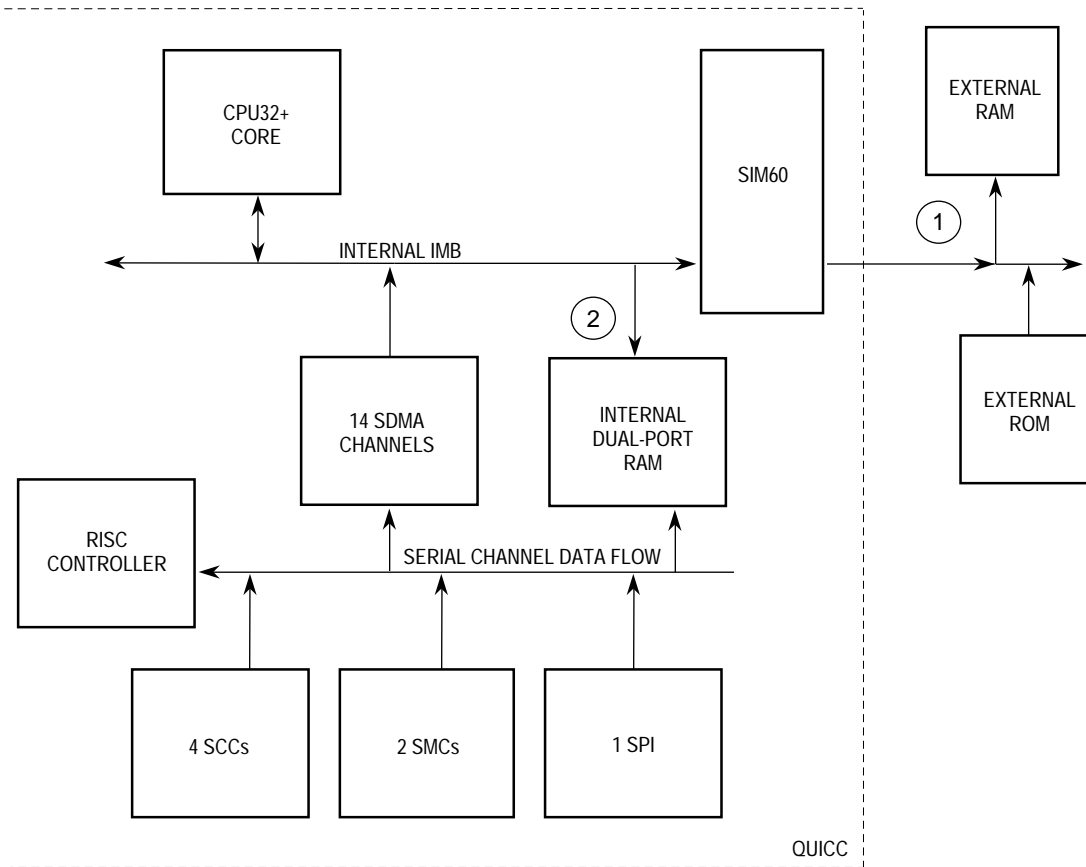 EXTERNAL
RAM
CPU32+
CORE
SIM60
1
INTERNAL IMB
2
14 SDMA
CHANNELS
INTERNAL
DUAL-PORT
RAM
EXTERNAL
ROM
RISC
CONTROLLER
SERIAL CHANNEL DATA FLOW
4 SCCs
2 SMCs
1 SPI
QUICC